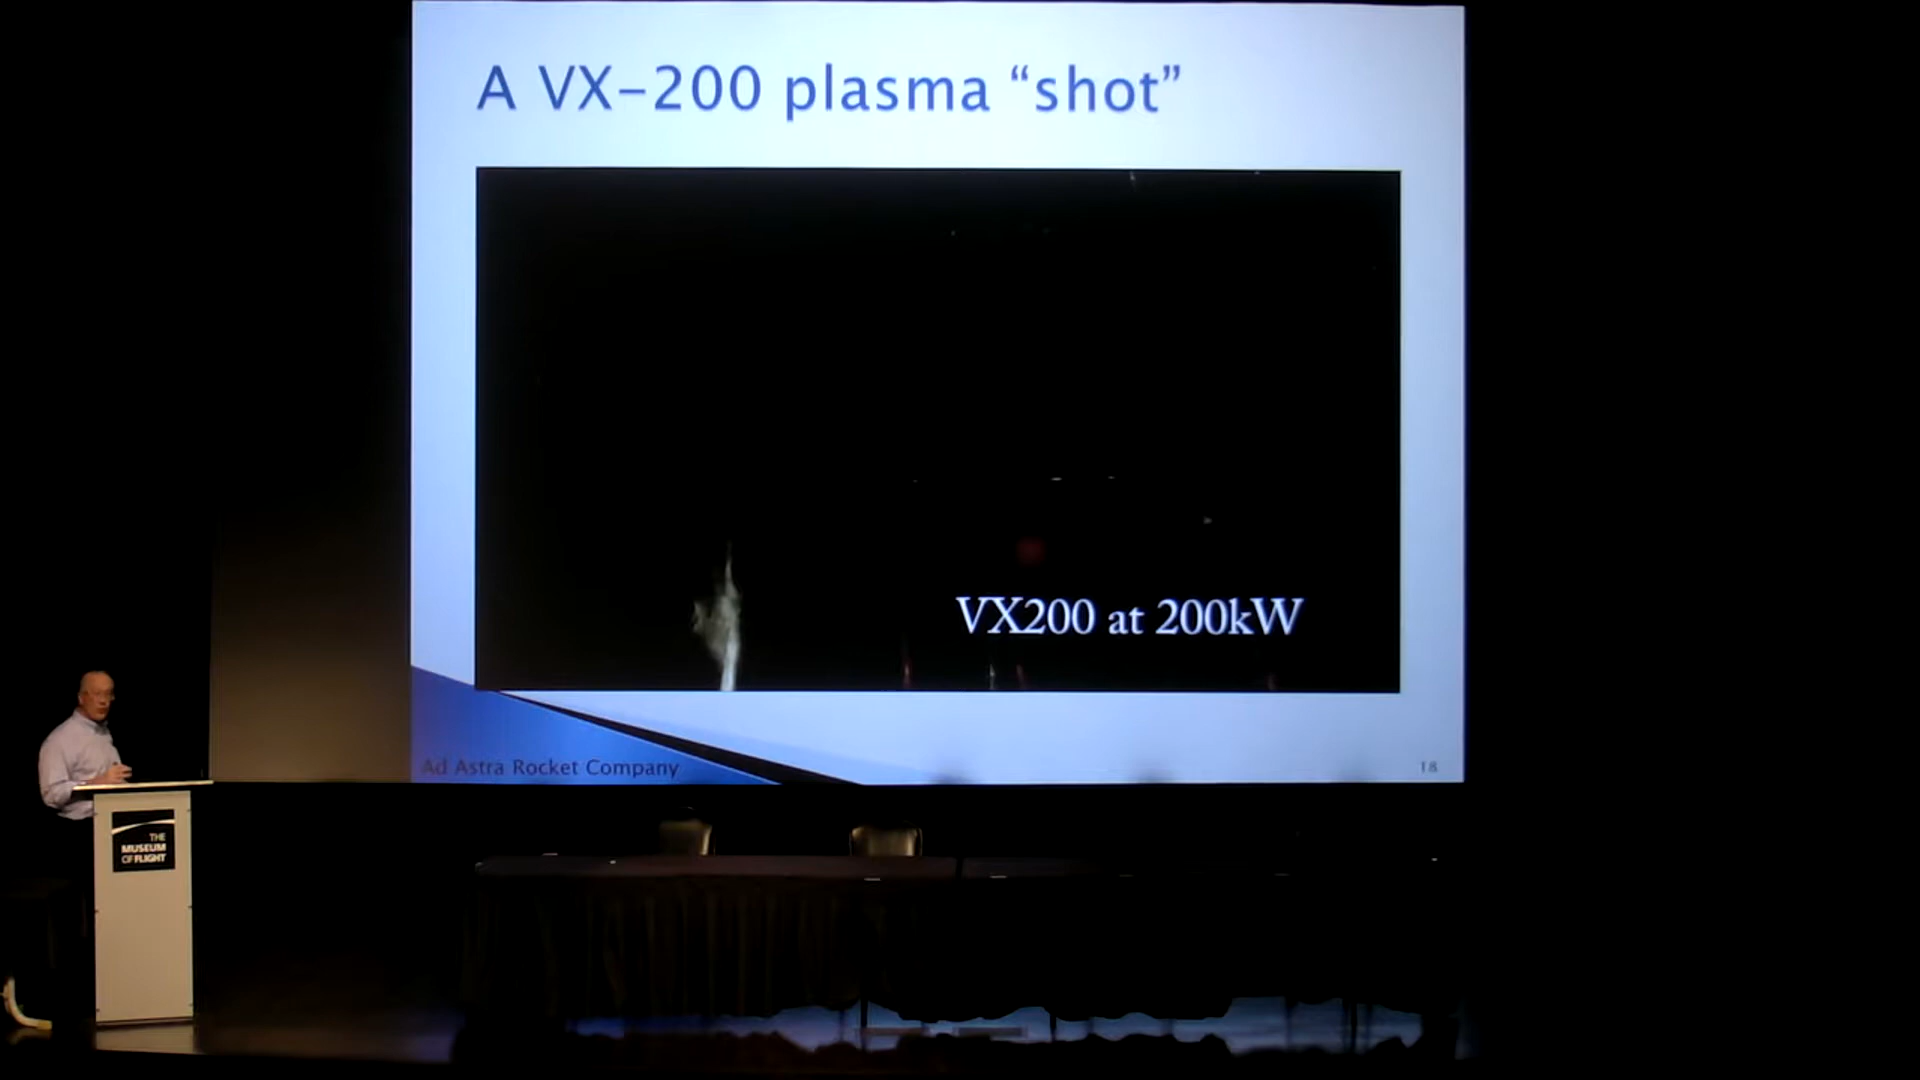 A VX-200 plasma “shot”
VX200 at 200kW
Ad Astra Rocket Company
18
THE
MUSEUM
OF FLIGHT